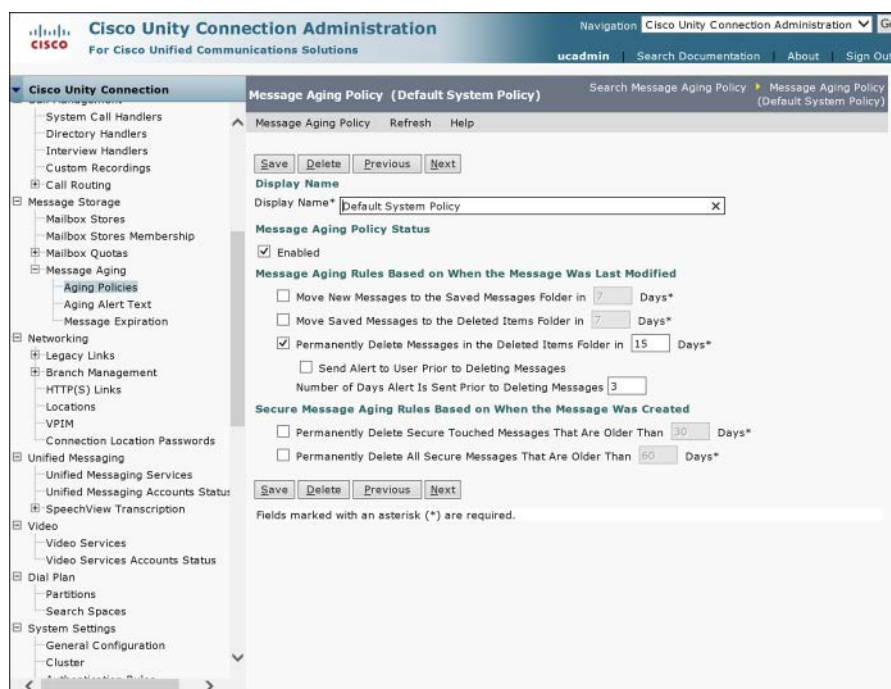 CISCO
Cisco Unity Connection Administration
For Cisco Unified Communications Solutions
Navigation Cisco Unity Connection Administration
ucadmin | Search Documentation | About | Sign Out
Cisco Unity Connection
System Call Handlers
Directory Handlers
Interview Handlers
Custom Recordings
Call Routing
Message Storage
Mailbox Stores
Mailbox Stores Membership
Mailbox Quotas
Message Aging
Aging Policies
Aging Alert Text
Message Expiration
Networking
Legacy Links
Branch Management
HTTP(S) Links
Locations
VPIM
Connection Location Passwords
Unified Messaging
Unified Messaging Services
Unified Messaging Accounts Status
SpeechView Transcription
Video
Video Services
Video Services Accounts Status
Dial Plan
Partitions
Search Spaces
System Settings
General Configuration
Cluster
Message Aging Policy (Default System Policy)
Search Message Aging Policy
Message Aging Policy
(Default System Policy)
Message Aging Policy Refresh Help
Save Delete Previous Next
Display Name
Display Name* Default System Policy
Message Aging Policy Status
Enabled
Message Aging Rules Based on When the Message Was Last Modified
Move New Messages to the Saved Messages Folder in 7 Days*
Move Saved Messages to the Deleted Items Folder in 7 Days*
Permanently Delete Messages in the Deleted Items Folder in 15 Days*
Send Alert to User Prior to Deleting Messages
Number of Days Alert Is Sent Prior to Deleting Messages 3
Secure Message Aging Rules Based on When the Message Was Created
Permanently Delete Secure Touched Messages That Are Older Than 30 Days*
Permanently Delete All Secure Messages That Are Older Than 60 Days*
Save Delete Previous Next
Fields marked with an asterisk (*) are required.